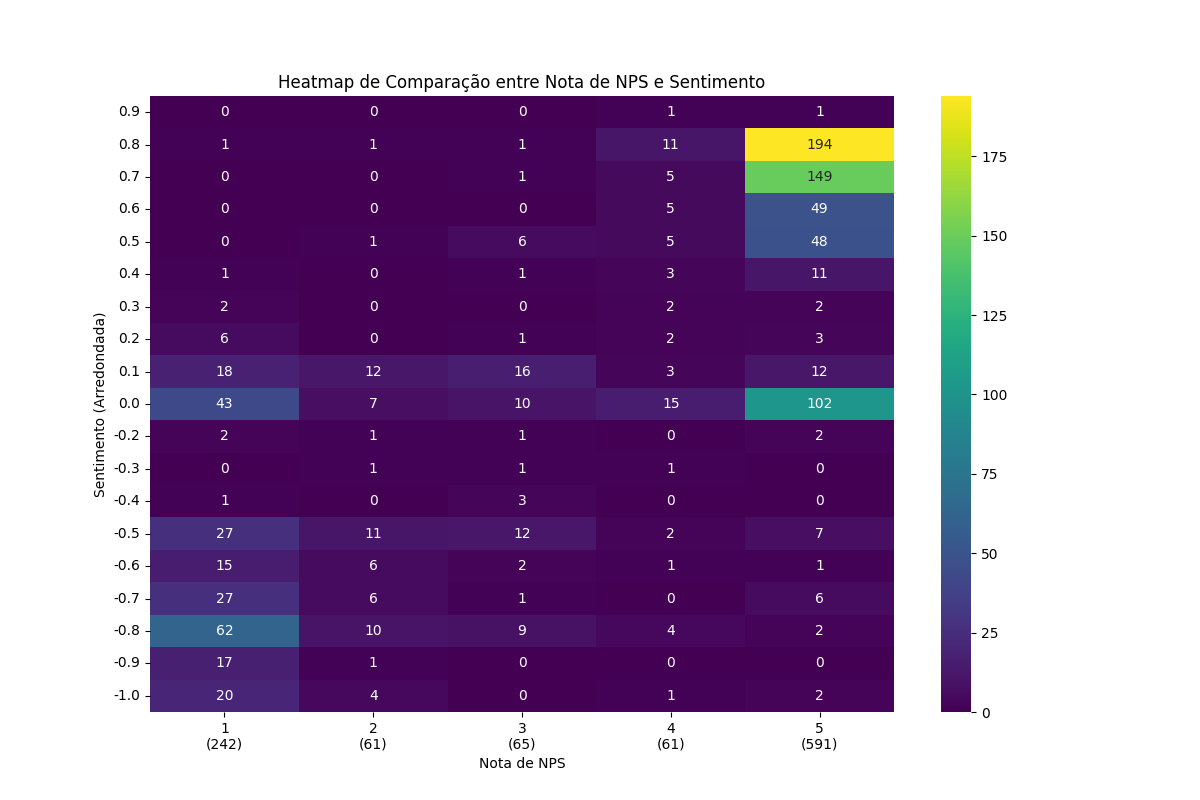 Heatmap de Comparação entre Nota de NPS e Sentimento
0.9 0 0 0 1 1
0.8 1 1 1 11 194
0.7 0 0 1 5 149
0.6 0 0 0 5 49
0.5 0 1 6 5 48
0.4 1 0 1 3 11
0.3 2 0 0 2 2
0.2 6 0 1 2 3
0.1 18 12 16 3 12
0.0 43 7 10 15 102
-0.2 2 1 1 0 2
-0.3 0 1 1 1 0
-0.4 1 0 3 0 0
-0.5 27 11 12 2 7
-0.6 15 6 2 1 1
-0.7 27 6 1 0 6
-0.8 62 10 9 4 2
-0.9 17 1 0 0 0
-1.0 20 4 0 1 2
1 2 3 4 5
(242) (61) (65) (61) (591)
Nota de NPS
Sentimento (Arredondada)
175
150
125
100
75
50
25
0